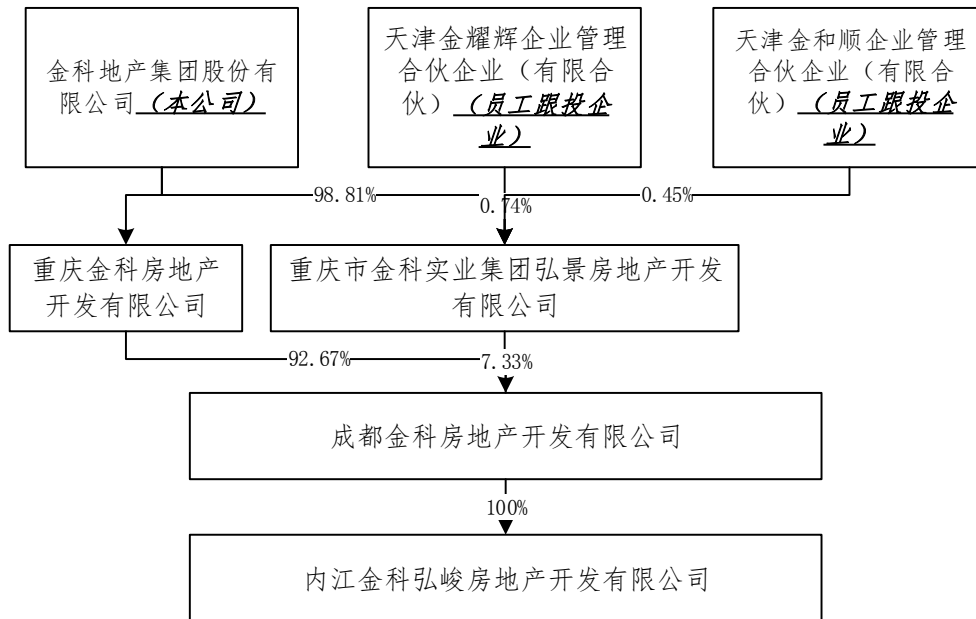 金科地产集团股份有
限公司（本公司）
天津金耀辉企业管理
合伙企业（有限合
伙）（员工跟投企
业）
天津金和顺企业管理
合伙企业（有限合
伙）（员工跟投企
业）
98.81%
0.74%
0.45%
重庆金科房地产
开发有限公司
重庆市金科实业集团弘景房地产开发
有限公司
92.67%
7.33%
成都金科房地产开发有限公司
100%
内江金科弘峻房地产开发有限公司